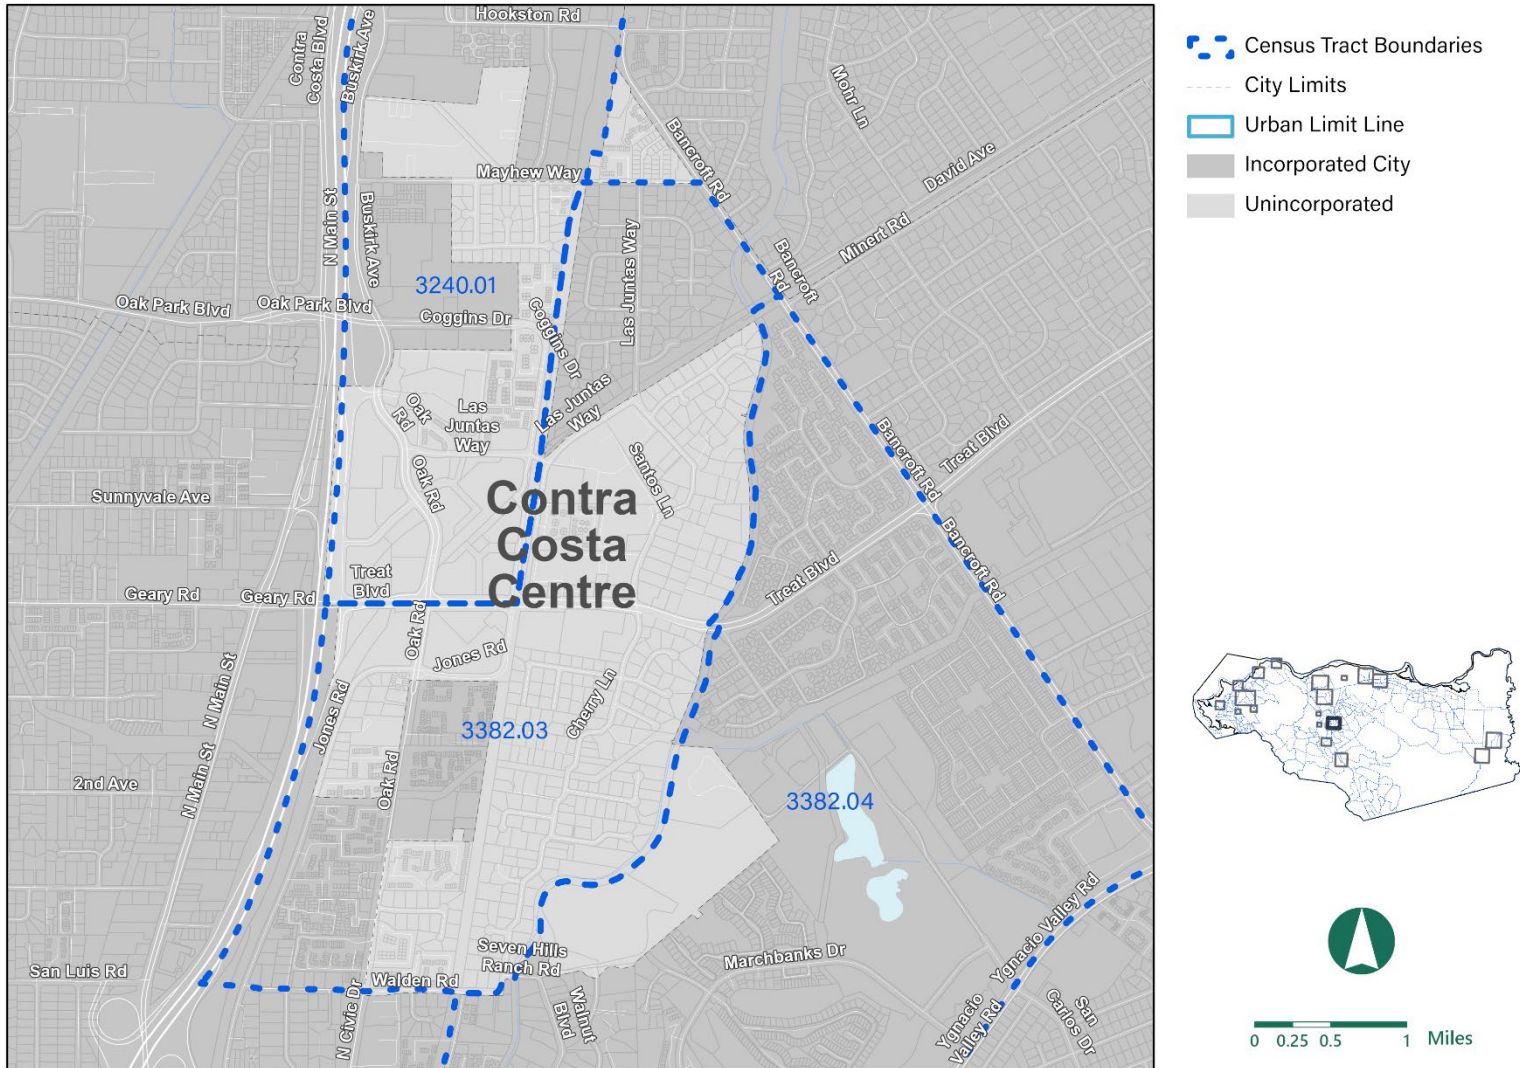 Hookston Rd
Contra
Costa Blvd
Buskirk Ave
Mohr Ln
Bancroft Rd
David Ave
Mayhew Way
N Main St
Buskirk Ave
Las Juntas Way
Bancroft
Rd
Minert Rd
3240.01
Oak Park Blvd
Oak Park Blvd
Coggins Dr
Coggins Dr
Oak
Rd
Las
Juntas
Way
Las Juntas
Way
Santos Ln
Bancroft Rd
Treat Blvd
Oak Rd
Sunnyvale Ave
Contra
Costa
Centre
Bancroft Rd
Treat
Blvd
Treat Blvd
Geary Rd
Geary Rd
Oak Rd
Jones Rd
N Main St
Jones Rd
Cherry Ln
3382.03
2nd Ave
N Main St
Oak Rd
3382.04
Ygnacio Valley Rd
Seven Hills
Ranch Rd
Marchbanks Dr
San Luis Rd
Walden Rd
N Civic Dr
Walnut
Blvd
Ygnacio
Valley Rd
San
Carlos Dr
Census Tract Boundaries
City Limits
Urban Limit Line
Incorporated City
Unincorporated
0 0.25 0.5 1 Miles